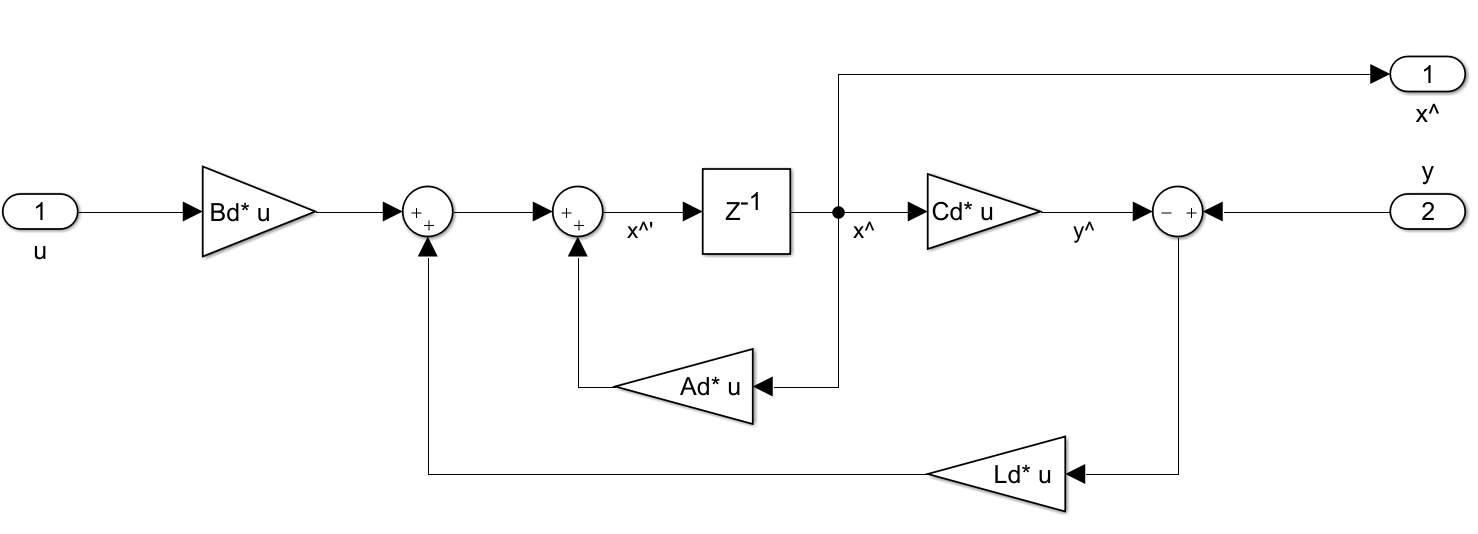 1
x^
y
1
u
Bd* u
+
+
+
+
x^'
Z-1
x^
Cd* u
y^
− +
2
Ad* u
Ld* u